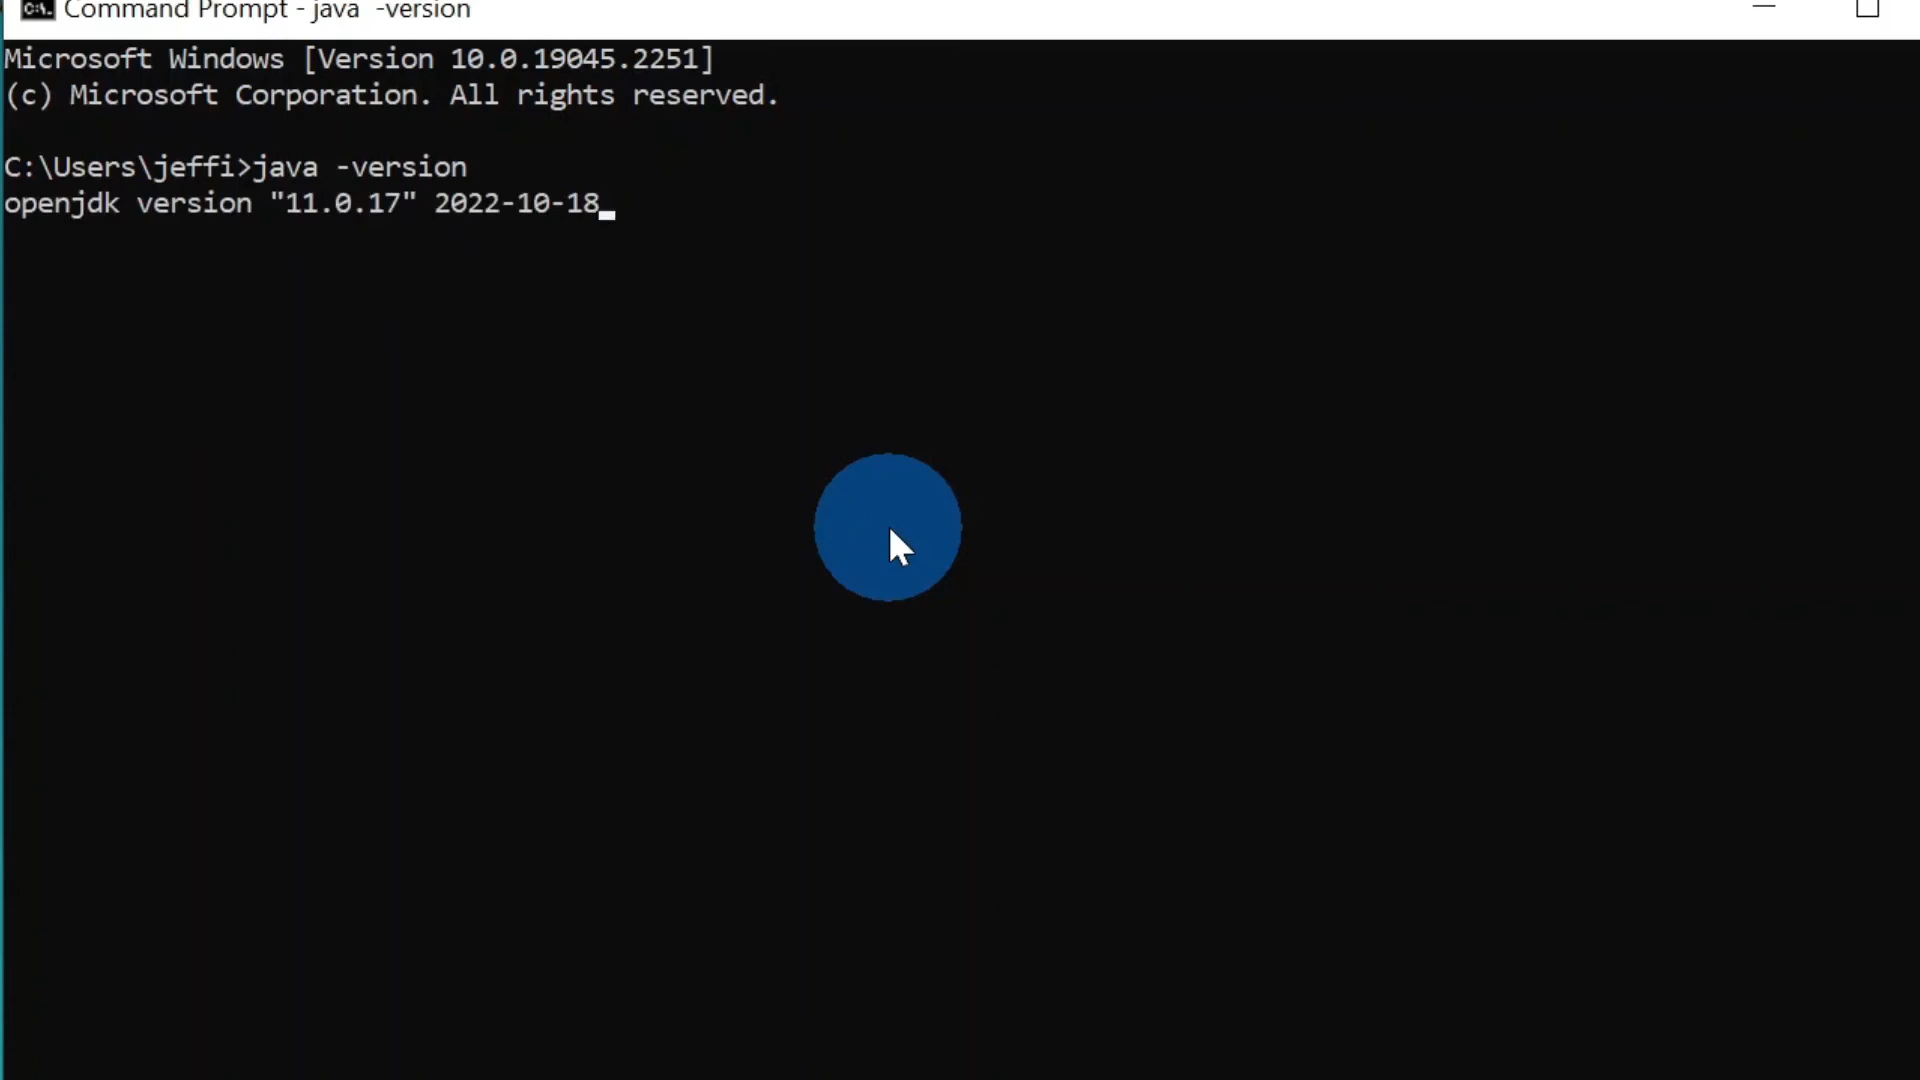 Command Prompt - java  -version
Microsoft Windows [Version 10.0.19045.2251]
(c) Microsoft Corporation. All rights reserved.
C:\Users\jeffi>java -version
openjdk version "11.0.17" 2022-10-18